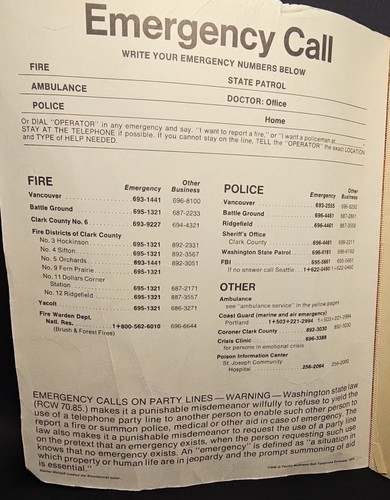 Emergency Call
WRITE YOUR EMERGENCY NUMBERS BELOW
FIRE
STATE PATROL
AMBULANCE
DOCTOR: Office
POLICE
Home
Or DIAL "OPERATOR" in any emergency and say, "I want to report a fire," or "I want a policeman at
STAY AT THE TELEPHONE if possible. If you cannot stay on the line, TELL the "OPERATOR" the exact LOCATION
and TYPE of HELP NEEDED.
FIRE
Emergency Other Business
Vancouver 693-1441 696-8100
Battle Ground 695-1321 687-2233
Clark County No. 6 693-9227 694-4321
Fire Districts of Clark County
No. 3 Hockinson 695-1321 892-2331
No. 4 Sifton 695-1321 892-3567
No. 5 Orchards 892-3051
No. 9 Fern Prairie 695-1321
No. 11 Dollars Corner
Station 695-1321 687-2171
No. 12 Ridgefield 695-1321 887-3557
Yacolt 695-1321 686-3271
Fire Warden Dept.
Natl. Res. 1+800-562-6010 696-6644
(Brush & Forest Fires)
POLICE
Emergency Other Business
Vancouver
Battle Ground 696-4461
Ridgefield 696-4461
Sheriff's Office
Clark County 696-4461
Washington State Patrol
FBI 695-5661 695-5661
If no answer call Seattle
OTHER
Ambulance
see "ambulance service" in the yellow pages
Coast Guard (marine and air emergency)
Portland 1+503+221-2994 1+503+221-2994
Coroner Clark County 892-3030 892-3030
Crisis Clinic 696-3388
for persons in emotional crisis
Poison Information Center
St. Joseph Community
Hospital 256-2064
EMERGENCY CALLS ON PARTY LINES — WARNING — Washington state law
(RCW 70.85.) makes it a punishable misdemeanor willfully to refuse to yield the
use of a telephone party line to another person to enable such other person to
report a fire or summon police, medical or other aid in case of emergency. The
law also makes it a punishable misdemeanor to request the use of a party line
on the pretext that an emergency exists, when the person requesting such use
knows that no emergency exists. An "emergency" is defined as "a situation in
which property or human life are in jeopardy and the prompt summoning of aid
is essential."